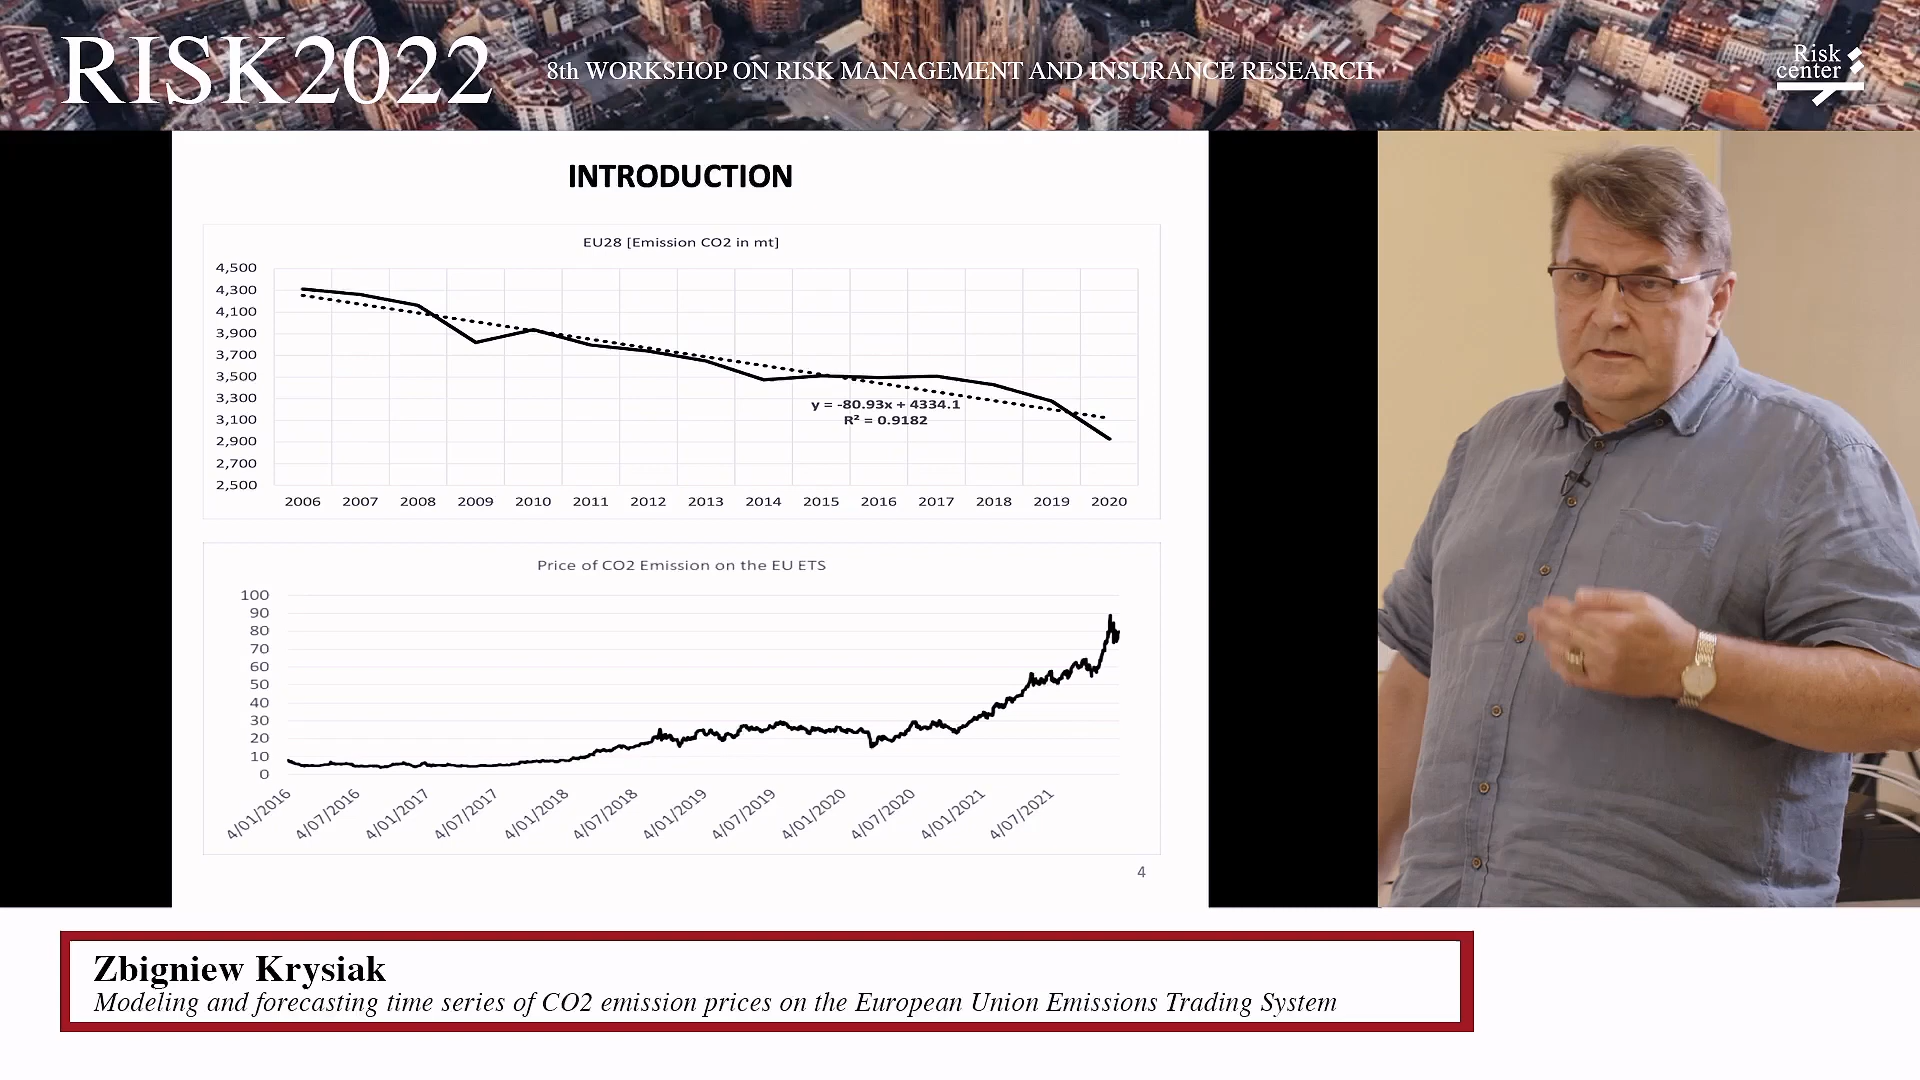 RISK2022
8th WORKSHOP ON RISK MANAGEMENT AND INSURANCE RESEARCH
Risk
center
INTRODUCTION
EU28 [Emission CO2 in mt]
4,500
4,300
4,100
3,900
3,700
3,500
3,300
3,100
2,900
2,700
2,500
y = -80.93x + 4334.1
R² = 0.9182
2006 2007 2008 2009 2010 2011 2012 2013 2014 2015 2016 2017 2018 2019 2020
Price of CO2 Emission on the EU ETS
100
90
80
70
60
50
40
30
20
10
0
4/01/2016 4/07/2016 4/01/2017 4/07/2017 4/01/2018 4/07/2018 4/01/2019 4/07/2019 4/01/2020 4/07/2020 4/01/2021 4/07/2021
4
Zbigniew Krysiak
Modeling and forecasting time series of CO2 emission prices on the European Union Emissions Trading System